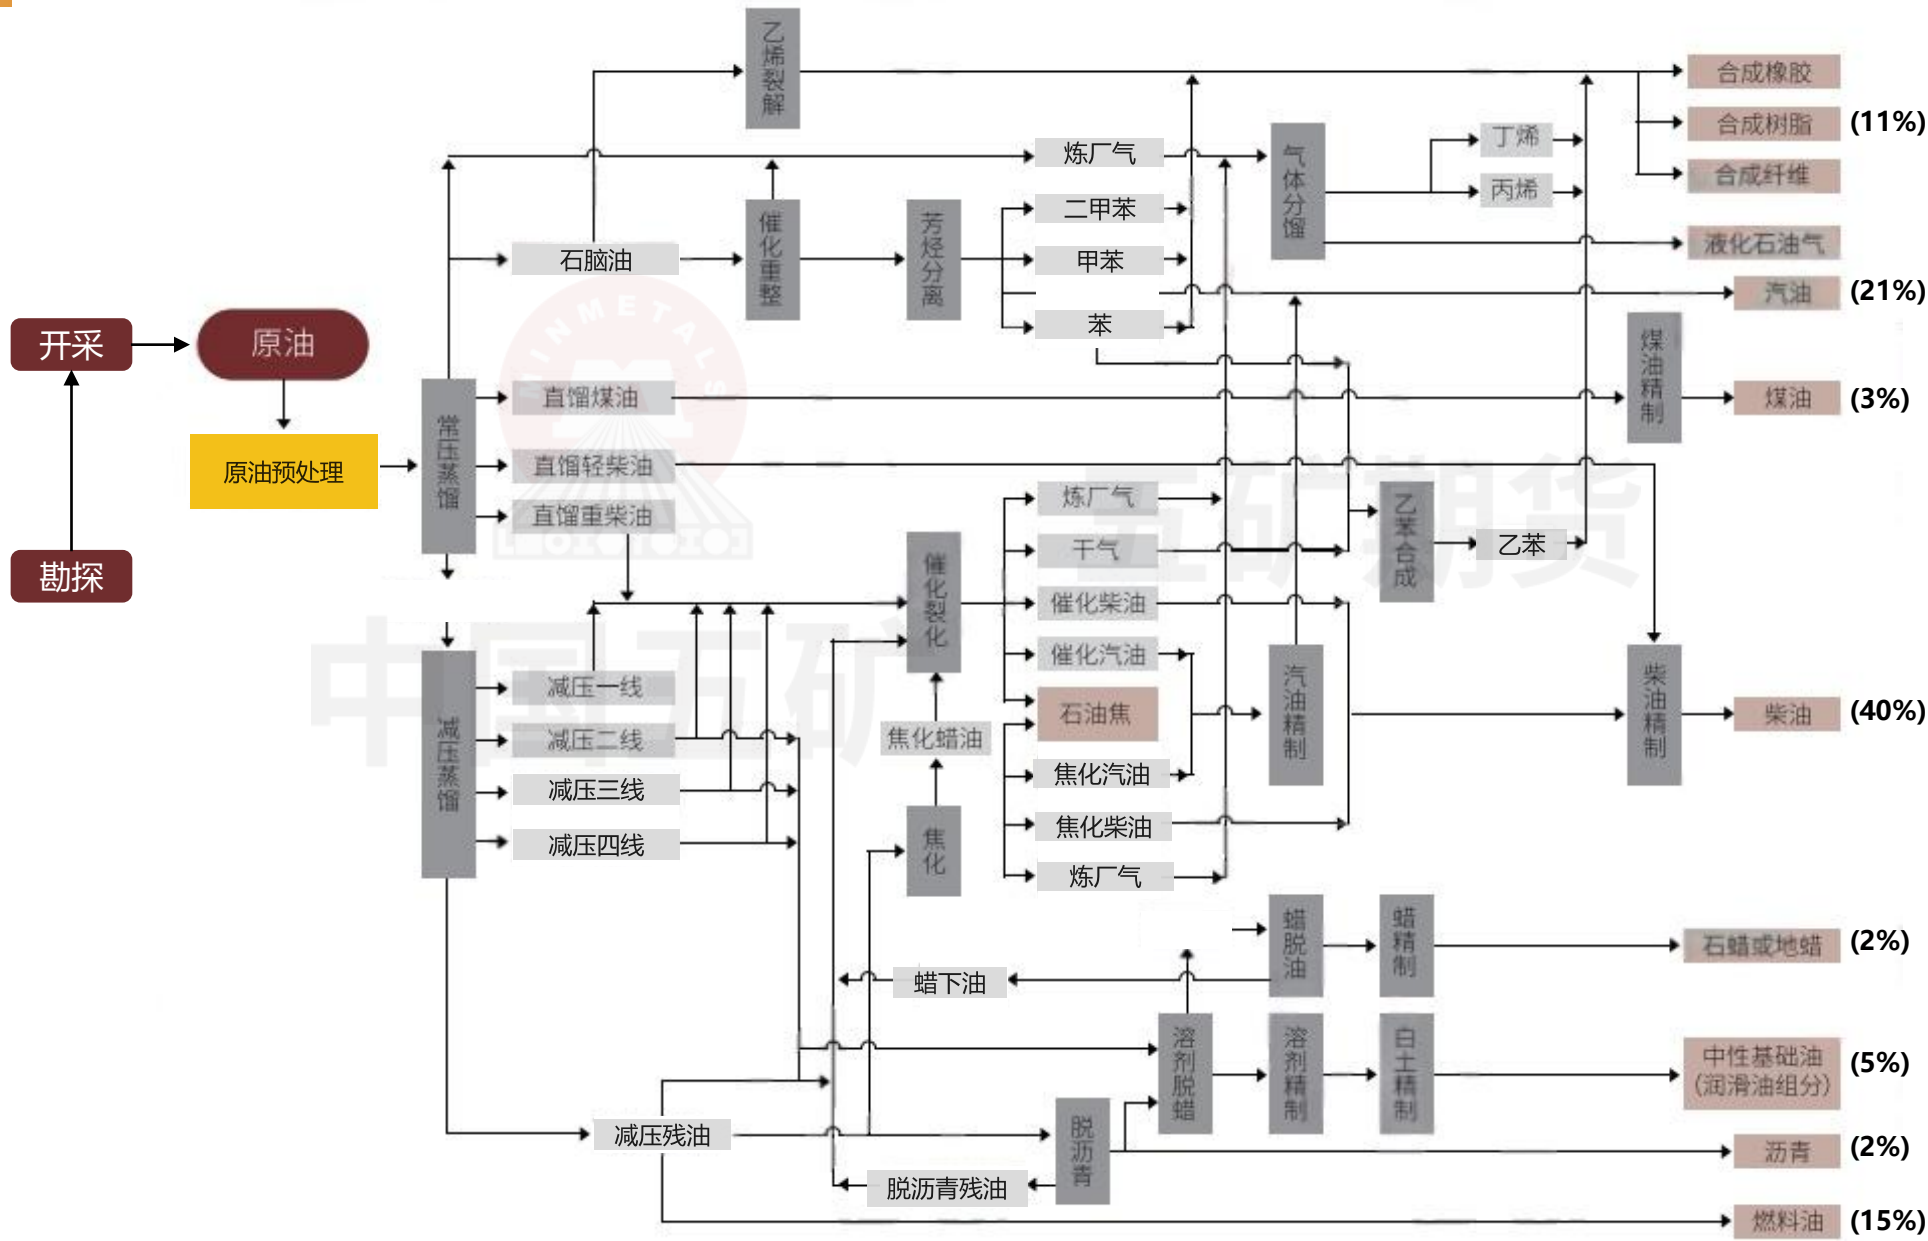 乙烯裂解
合成橡胶
合成树脂
(11%)
合成纤维
炼厂气
气体分馏
丁烯
丙烯
催化重整
芳烃分离
二甲苯
石脑油
甲苯
液化石油气
汽油
(21%)
苯
开采
原油
煤油精制
直馏煤油
煤油
(3%)
常压蒸馏
原油预处理
直馏轻柴油
直馏重柴油
炼厂气
干气
乙苯合成
乙苯
勘探
催化裂化
催化柴油
催化汽油
减压蒸馏
减压一线
减压二线
减压三线
减压四线
石油焦
焦化蜡油
焦化汽油
焦化柴油
焦化
炼厂气
汽油精制
柴油精制
柴油
(40%)
蜡脱油
蜡精制
石蜡或地蜡
(2%)
蜡下油
溶剂脱蜡
溶剂精制
白土精制
中性基础油
(润滑油组分)
(5%)
减压残油
脱沥青
沥青
(2%)
脱沥青残油
燃料油
(15%)
MINMETALS
中国五矿
五矿期货